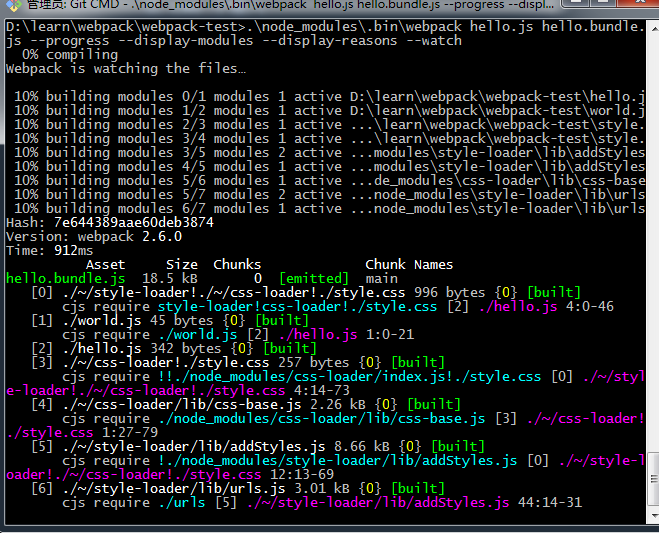 管理员: Git CMD - .\node_modules\.bin\webpack hello.js hello.bundle.js --progress --displ...
D:\learn\webpack\webpack-test>.\node_modules\.bin\webpack hello.js hello.bundle.
js --progress --display-modules --display-reasons --watch
0% compiling
Webpack is watching the files…
10% building modules 0/1 modules 1 active D:\learn\webpack\webpack-test\hello.j
10% building modules 1/2 modules 1 active D:\learn\webpack\webpack-test\world.j
10% building modules 2/3 modules 1 active ...\learn\webpack\webpack-test\style.
10% building modules 3/4 modules 1 active ...\learn\webpack\webpack-test\style.
10% building modules 3/5 modules 2 active ...modules\style-loader\lib\addStyles
10% building modules 4/5 modules 1 active ...modules\style-loader\lib\addStyles
10% building modules 5/6 modules 1 active ...de_modules\css-loader\lib\css-base
10% building modules 5/7 modules 2 active ...node_modules\style-loader\lib\urls
10% building modules 6/7 modules 1 active ...node_modules\style-loader\lib\urls
Hash: 7e644389aae60deb3874
Version: webpack 2.6.0
Time: 912ms
Asset Size Chunks Chunk Names
hello.bundle.js 18.5 kB 0 [emitted] main
[0] ./~/style-loader!./~/css-loader!./style.css 996 bytes {0} [built]
cjs require style-loader!css-loader!./style.css [2] ./hello.js 4:0-46
[1] ./world.js 45 bytes {0} [built]
cjs require ./world.js [2] ./hello.js 1:0-21
[2] ./hello.js 342 bytes {0} [built]
[3] ./~/css-loader!./style.css 257 bytes {0} [built]
cjs require !!./node_modules/css-loader/index.js!./style.css [0] ./~/styl
e-loader!./~/css-loader!./style.css 4:14-73
[4] ./~/css-loader/lib/css-base.js 2.26 kB {0} [built]
cjs require ./node_modules/css-loader/lib/css-base.js [3] ./~/css-loader!
./style.css 1:27-79
[5] ./~/style-loader/lib/addStyles.js 8.66 kB {0} [built]
cjs require !./node_modules/style-loader/lib/addStyles.js [0] ./~/style-l
oader!./~/css-loader!./style.css 12:13-69
[6] ./~/style-loader/lib/urls.js 3.01 kB {0} [built]
cjs require ./urls [5] ./~/style-loader/lib/addStyles.js 44:14-31